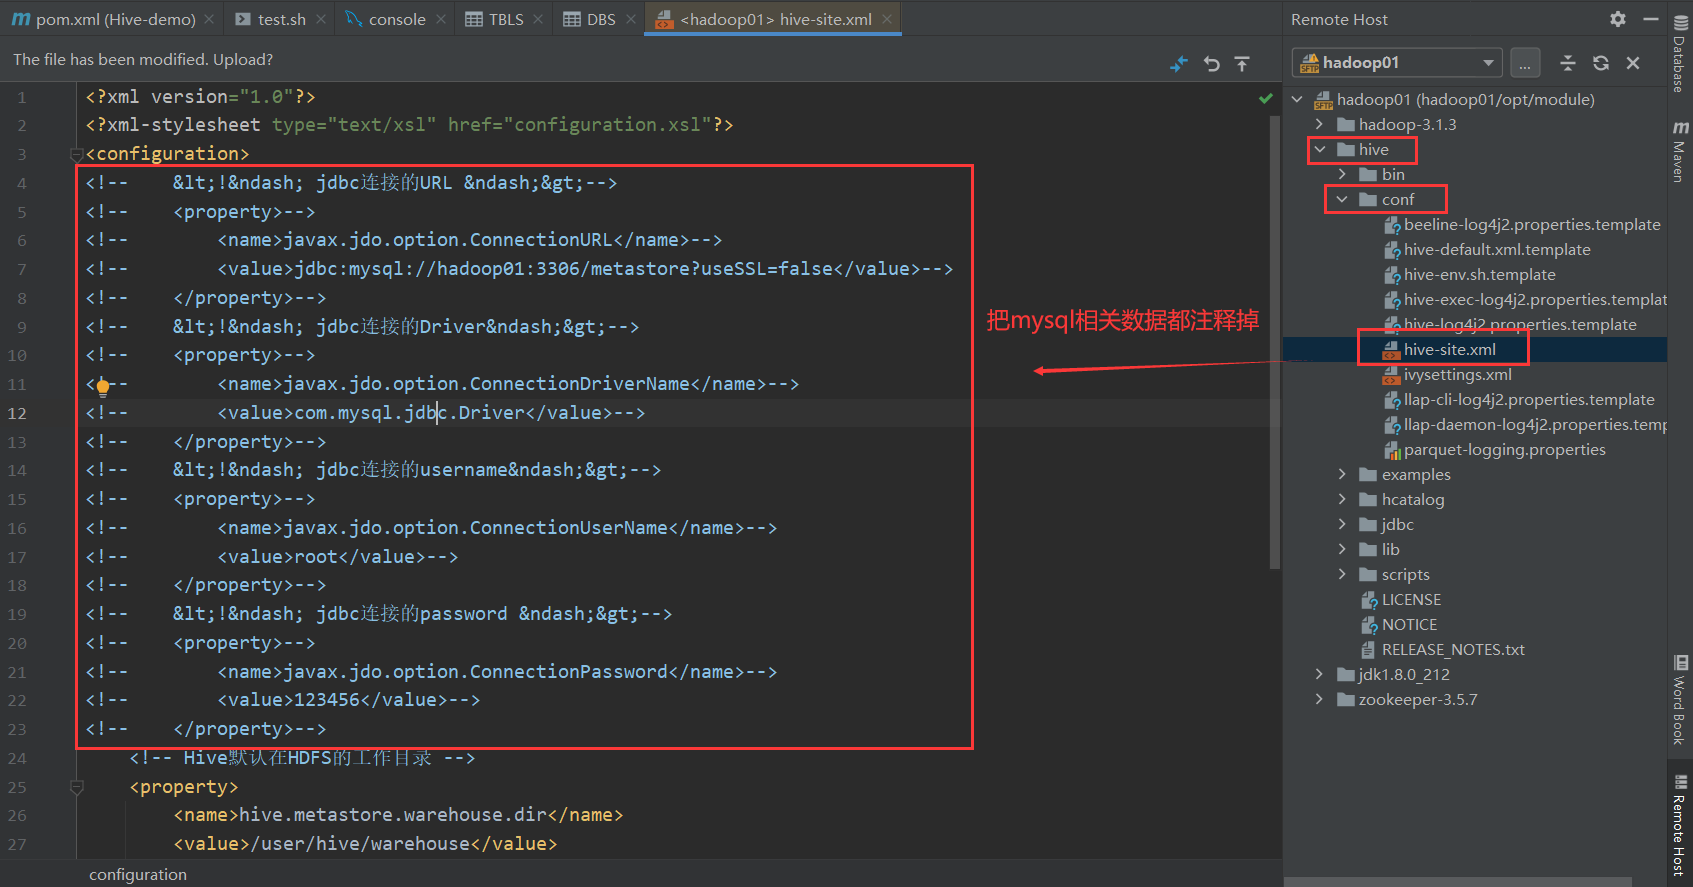 pom.xml (Hive-demo)
test.sh
console
TBLS
DBS
<hadoop01> hive-site.xml
The file has been modified. Upload?
1 <?xml version="1.0"?>
2 <?xml-stylesheet type="text/xsl" href="configuration.xsl"?>
3 <configuration>
4 <!--    &lt;!&ndash; jdbc连接的URL &ndash;&gt;-->
5 <!--    <property>-->
6 <!--        <name>javax.jdo.option.ConnectionURL</name>-->
7 <!--        <value>jdbc:mysql://hadoop01:3306/metastore?useSSL=false</value>-->
8 <!--    </property>-->
9 <!--    &lt;!&ndash; jdbc连接的Driver&ndash;&gt;-->
10 <!--    <property>-->
11 <!--        <name>javax.jdo.option.ConnectionDriverName</name>-->
12 <!--        <value>com.mysql.jdbc.Driver</value>-->
13 <!--    </property>-->
14 <!--    &lt;!&ndash; jdbc连接的username&ndash;&gt;-->
15 <!--    <property>-->
16 <!--        <name>javax.jdo.option.ConnectionUserName</name>-->
17 <!--        <value>root</value>-->
18 <!--    </property>-->
19 <!--    &lt;!&ndash; jdbc连接的password &ndash;&gt;-->
20 <!--    <property>-->
21 <!--        <name>javax.jdo.option.ConnectionPassword</name>-->
22 <!--        <value>123456</value>-->
23 <!--    </property>-->
24 <!-- Hive默认在HDFS的工作目录 -->
25 <property>
26 <name>hive.metastore.warehouse.dir</name>
27 <value>/user/hive/warehouse</value>
configuration
把mysql相关数据都注释掉
Remote Host
hadoop01
...
hadoop01 (hadoop01/opt/module)
hadoop-3.1.3
hive
bin
conf
beeline-log4j2.properties.template
hive-default.xml.template
hive-env.sh.template
hive-exec-log4j2.properties.templat
hive-log4j2.properties.template
hive-site.xml
ivysettings.xml
llap-cli-log4j2.properties.template
llap-daemon-log4j2.properties.temp
parquet-logging.properties
examples
hcatalog
jdbc
lib
scripts
LICENSE
NOTICE
RELEASE_NOTES.txt
jdk1.8.0_212
zookeeper-3.5.7
Database
Maven
Word Book
Remote Host